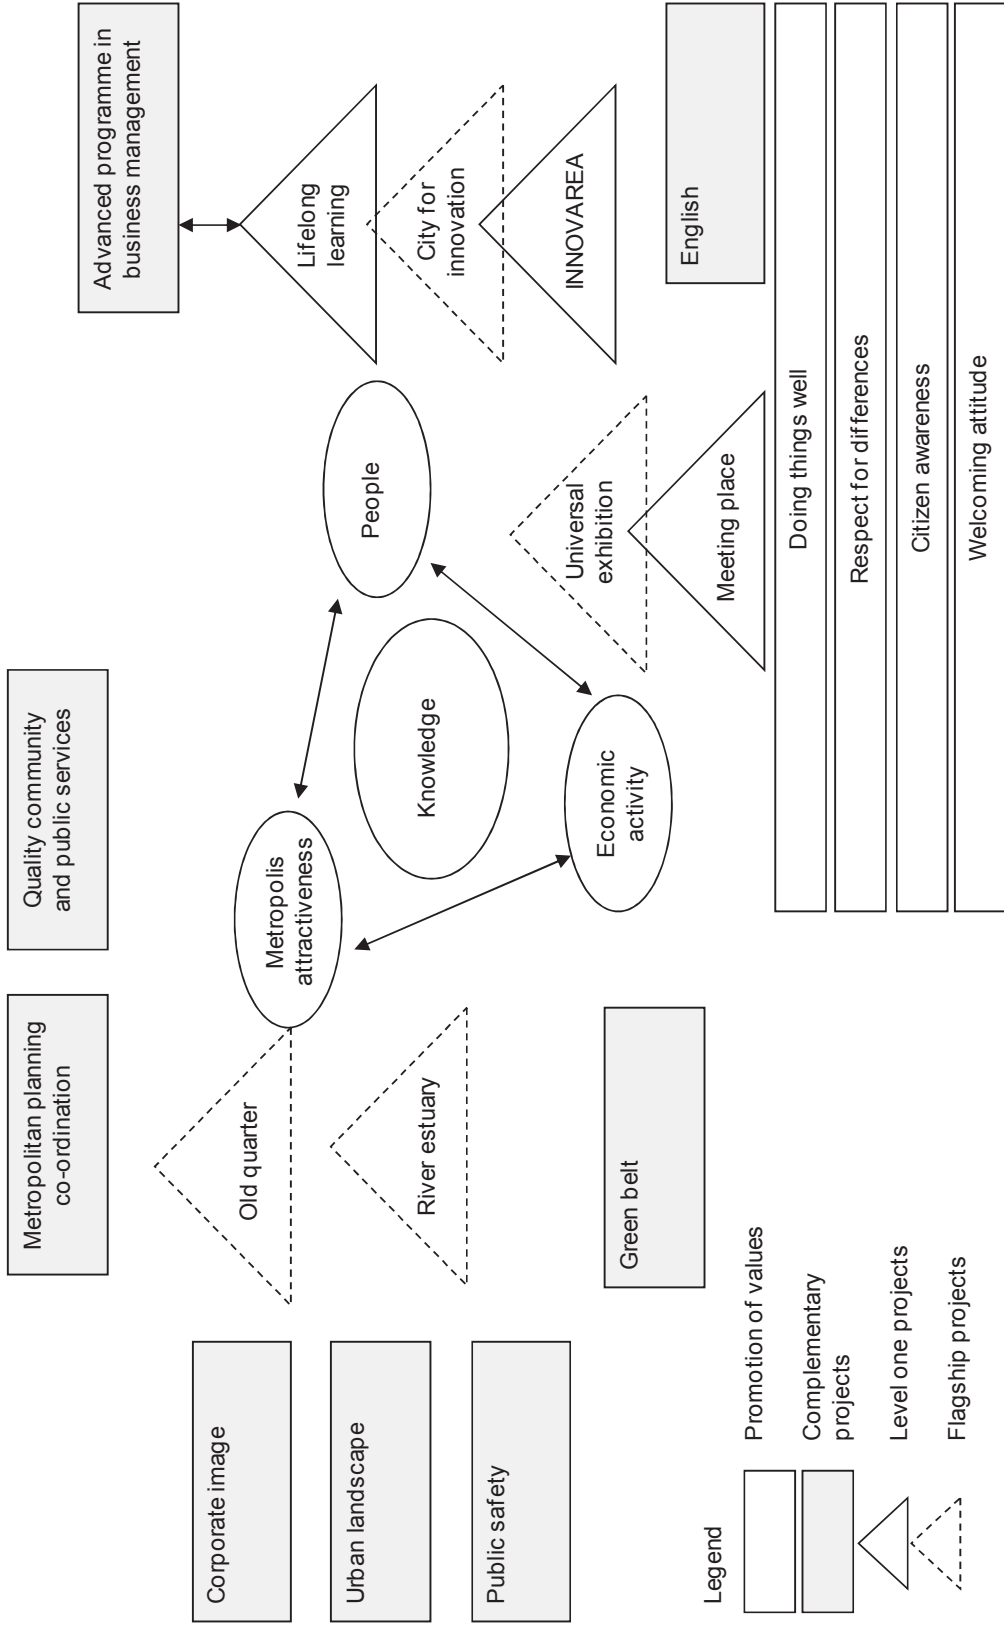 Metropolitan planning
co-ordination
Quality community
and public services
Advanced programme in
business management
Corporate image
Urban landscape
Public safety
Old quarter
River estuary
Green belt
Metropolis
attractiveness
Knowledge
People
Economic
activity
Lifelong
learning
City for
innovation
INNOVAREA
Universal
exhibition
Meeting place
English
Doing things well
Respect for differences
Citizen awareness
Welcoming attitude
Legend
Promotion of values
Complementary
projects
Level one projects
Flagship projects